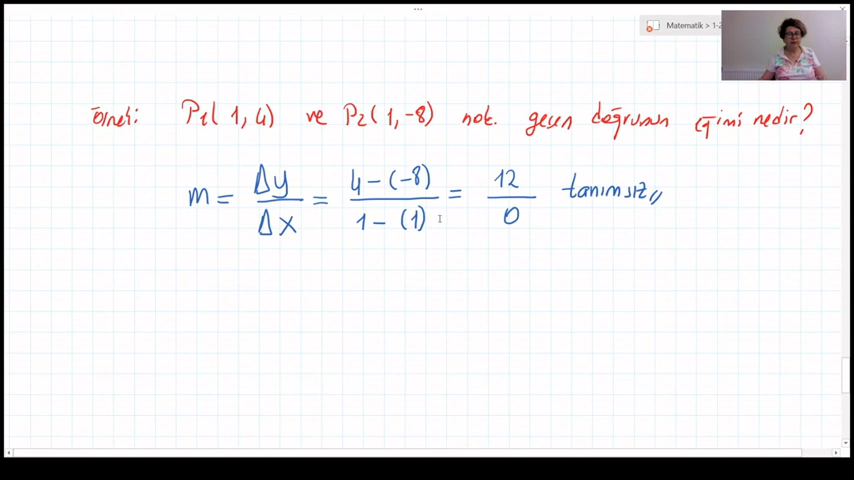 Matematik > 1-2
örnek: P₁(1,4) ve P₂(1,-8) nok. geçen doğrunun eğimi nedir?
m = Δy/Δx = 4-(-8)/1-(1) = 12/0 tanımsız //